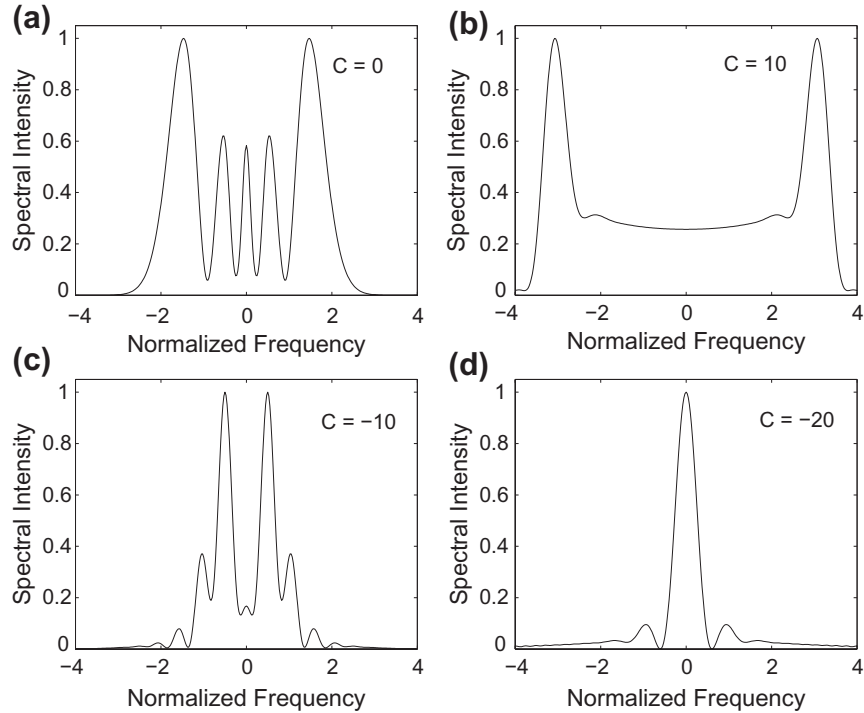 (a)
C = 0
Spectral Intensity
1
0.8
0.6
0.4
0.2
0
−4
−2
0
2
4
Normalized Frequency
(b)
C = 10
Spectral Intensity
1
0.8
0.6
0.4
0.2
0
−4
−2
0
2
4
Normalized Frequency
(c)
C = −10
Spectral Intensity
1
0.8
0.6
0.4
0.2
0
−4
−2
0
2
4
Normalized Frequency
(d)
C = −20
Spectral Intensity
1
0.8
0.6
0.4
0.2
0
−4
−2
0
2
4
Normalized Frequency